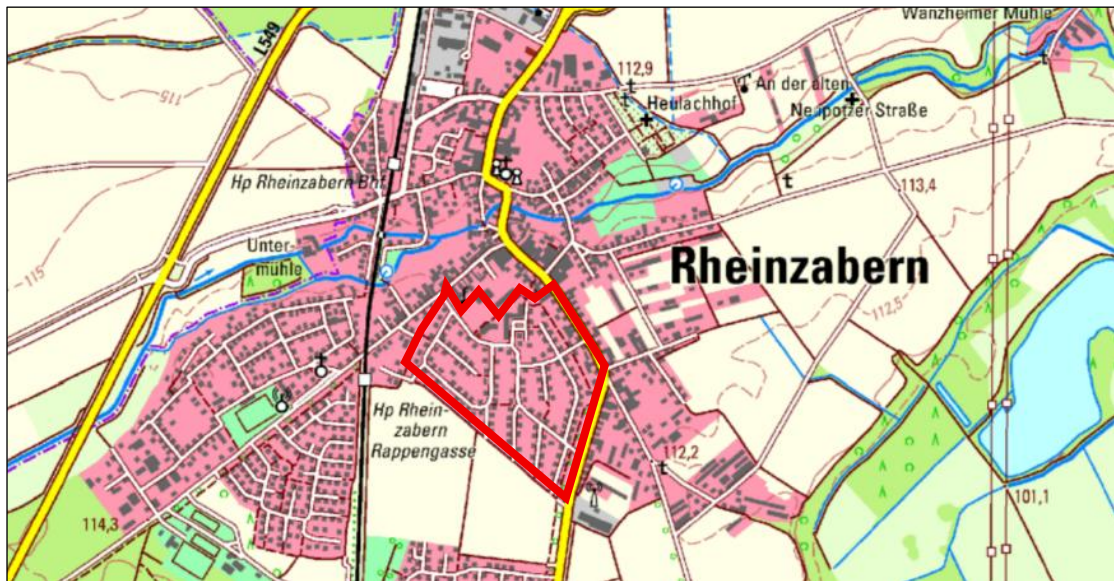 Wanzheimer Mühle
L549
112,9
An der alten
115
Heulachhof
Neupotzer Straße
Hp Rheinzabern Bhf
113,4
Unter-
mühle
115
Rheinzabern
112,5
Hp Rhein-
zabern
Rappengasse
112,2
101,1
114,3